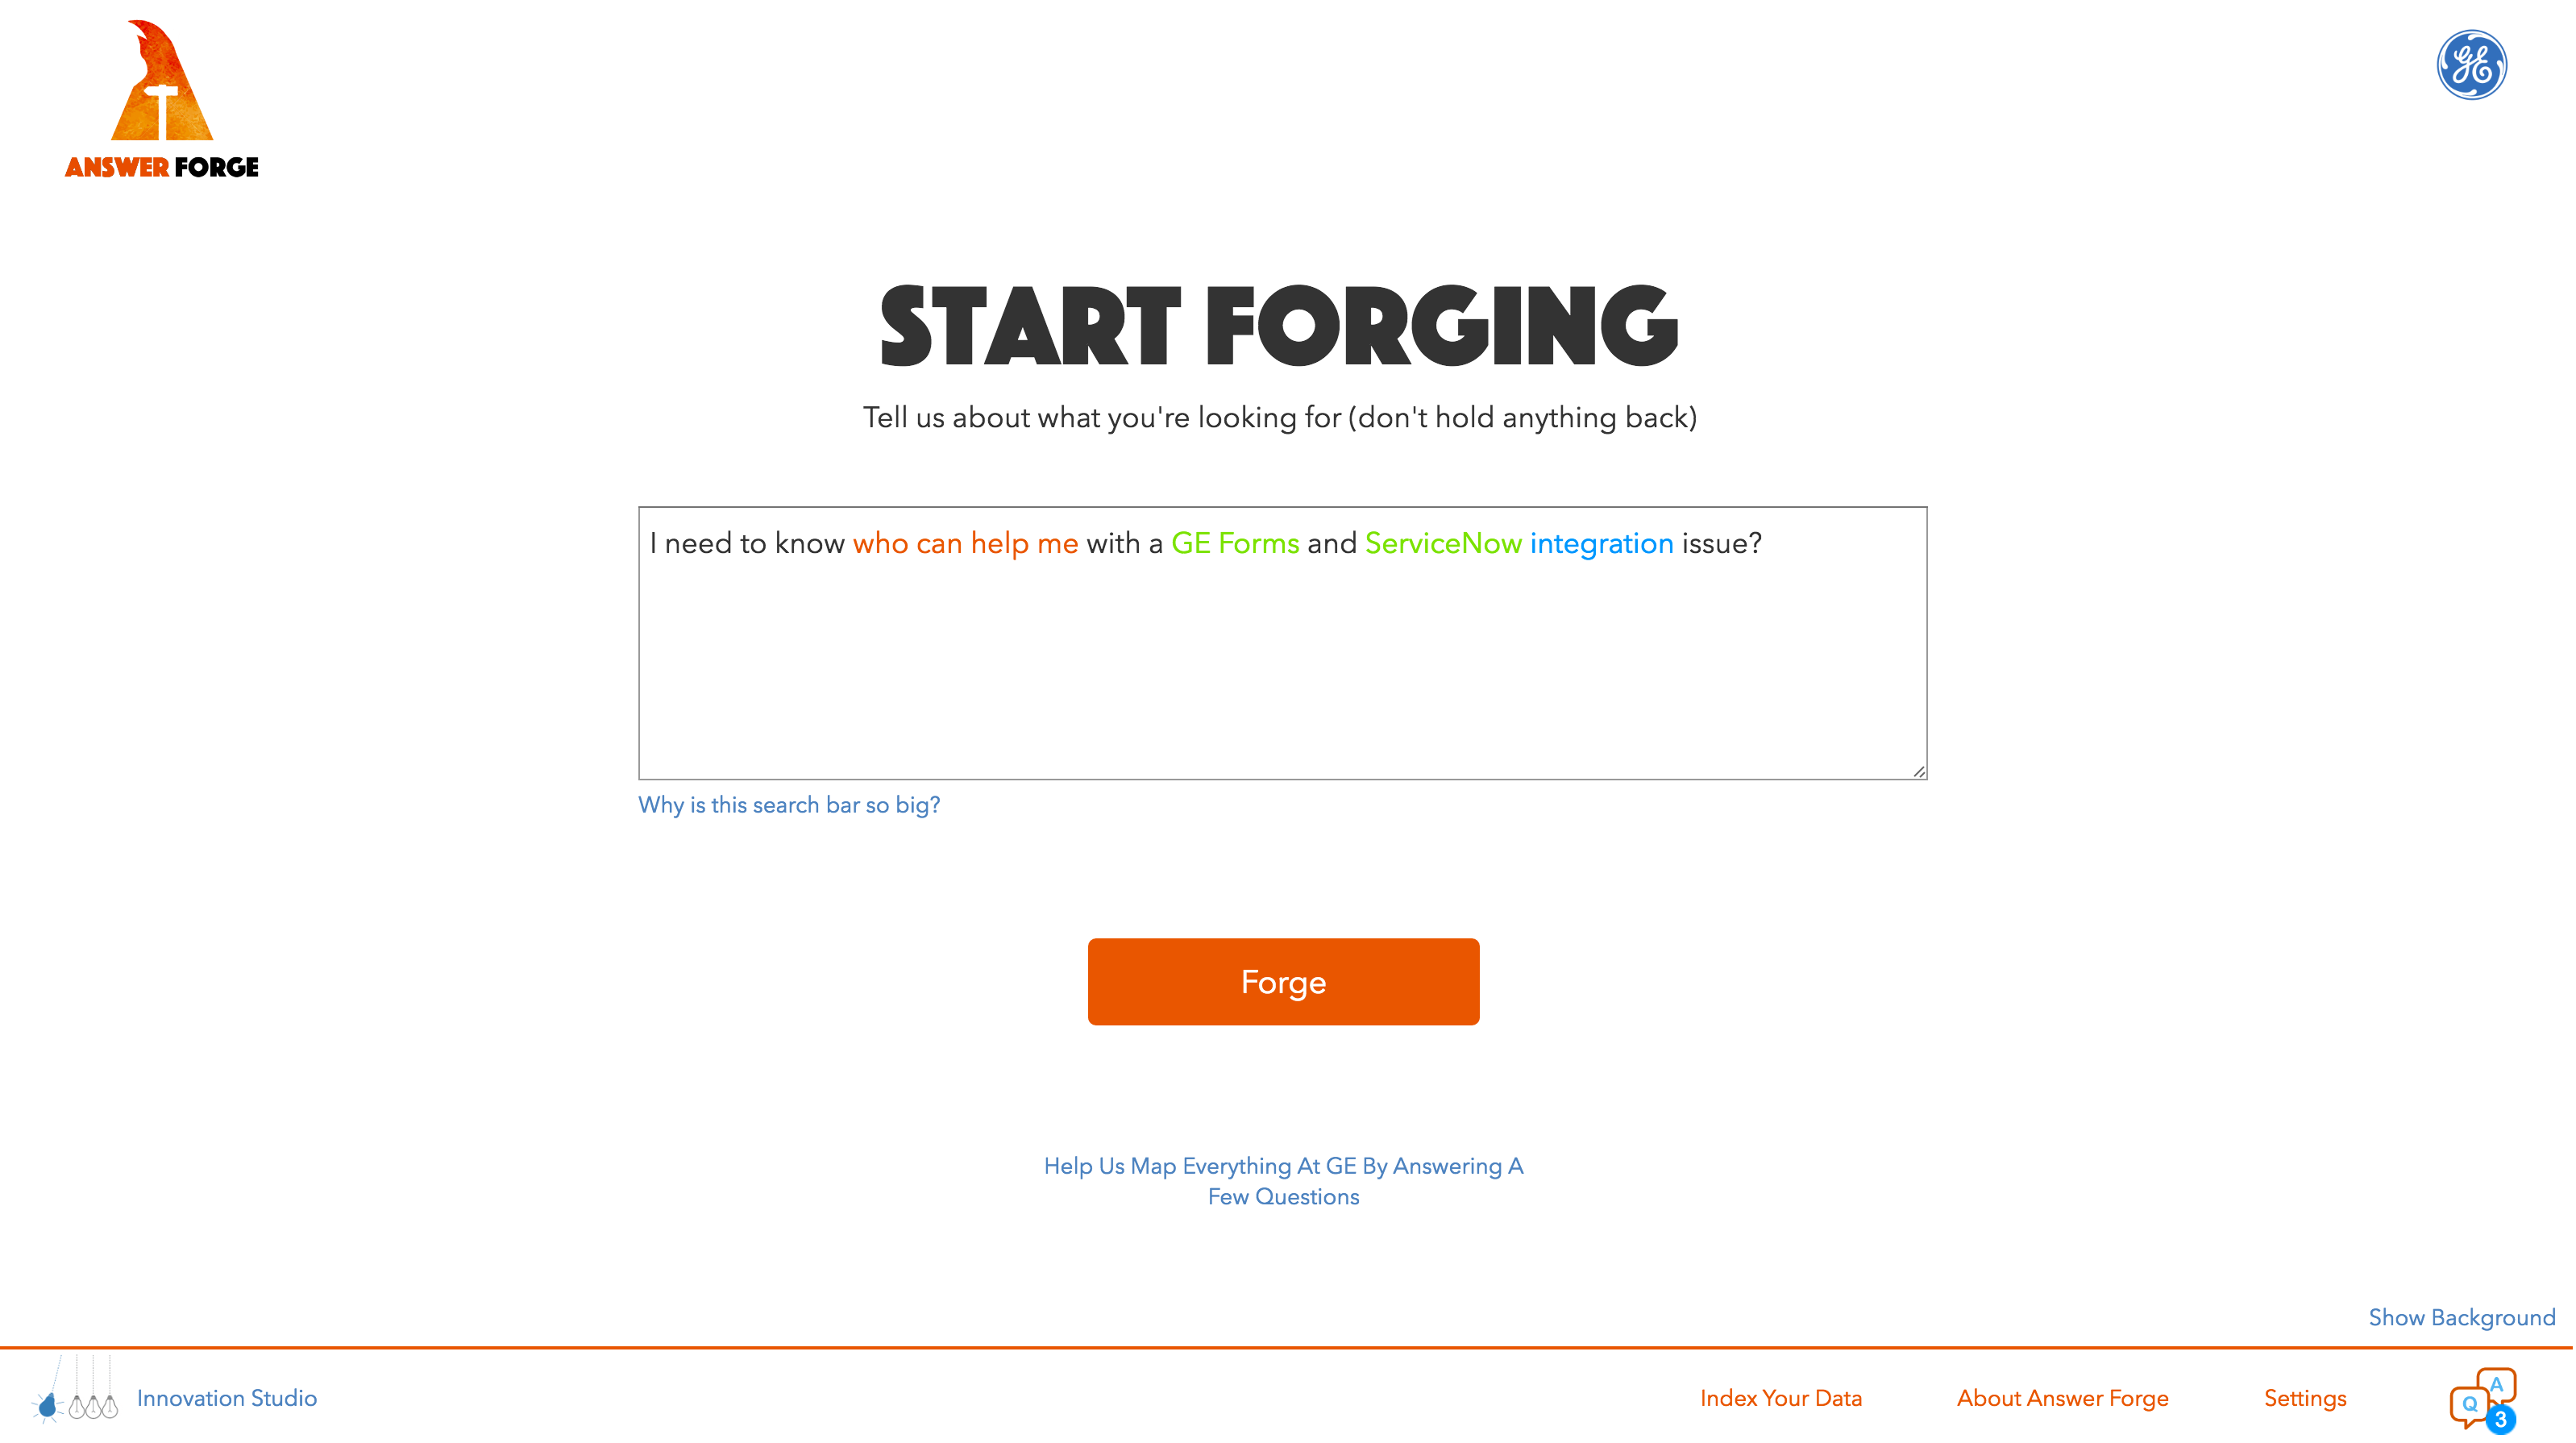 ANSWER FORGE
GE
START FORGING
Tell us about what you're looking for (don't hold anything back)
I need to know who can help me with a GE Forms and ServiceNow integration issue?
Why is this search bar so big?
Forge
Help Us Map Everything At GE By Answering A
Few Questions
Show Background
Innovation Studio
Index Your Data
About Answer Forge
Settings
A
Q
3